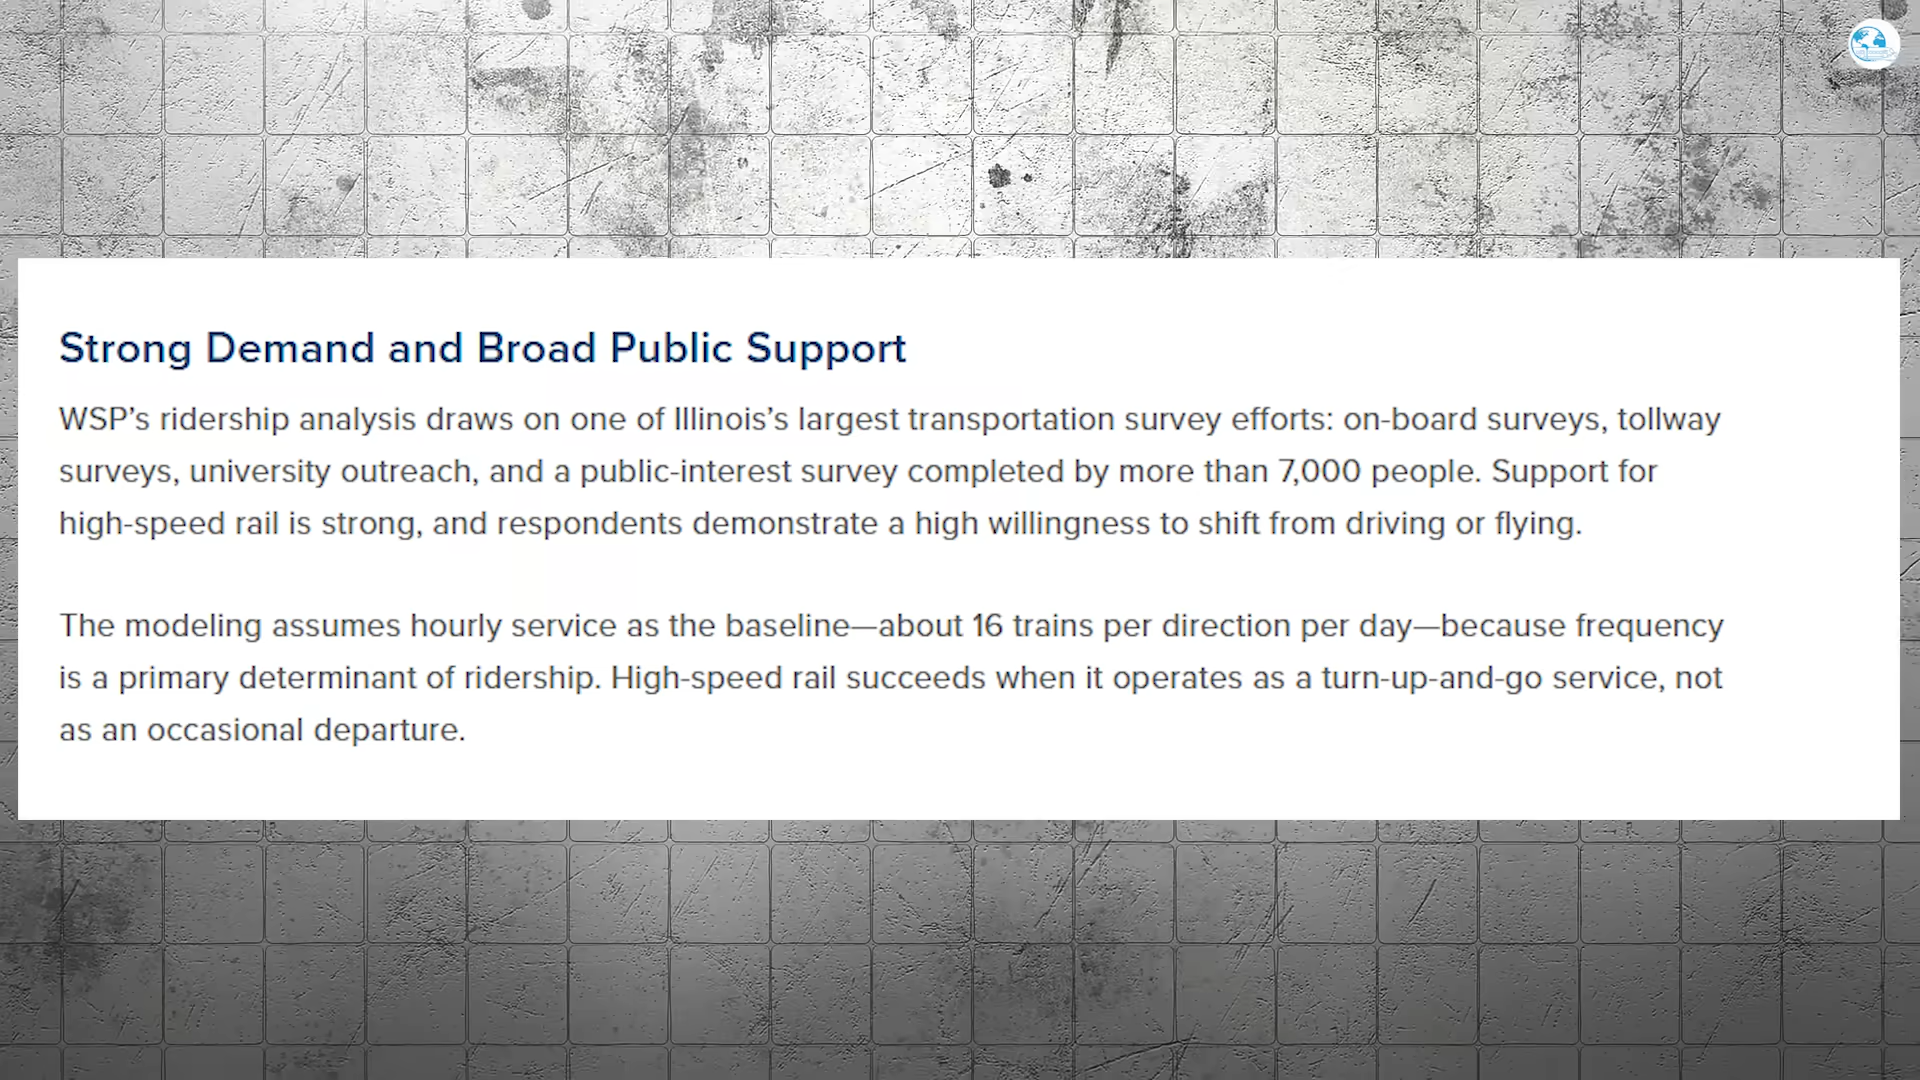 Strong Demand and Broad Public Support
WSP’s ridership analysis draws on one of Illinois’s largest transportation survey efforts: on-board surveys, tollway
surveys, university outreach, and a public-interest survey completed by more than 7,000 people. Support for
high-speed rail is strong, and respondents demonstrate a high willingness to shift from driving or flying.
The modeling assumes hourly service as the baseline—about 16 trains per direction per day—because frequency
is a primary determinant of ridership. High-speed rail succeeds when it operates as a turn-up-and-go service, not
as an occasional departure.